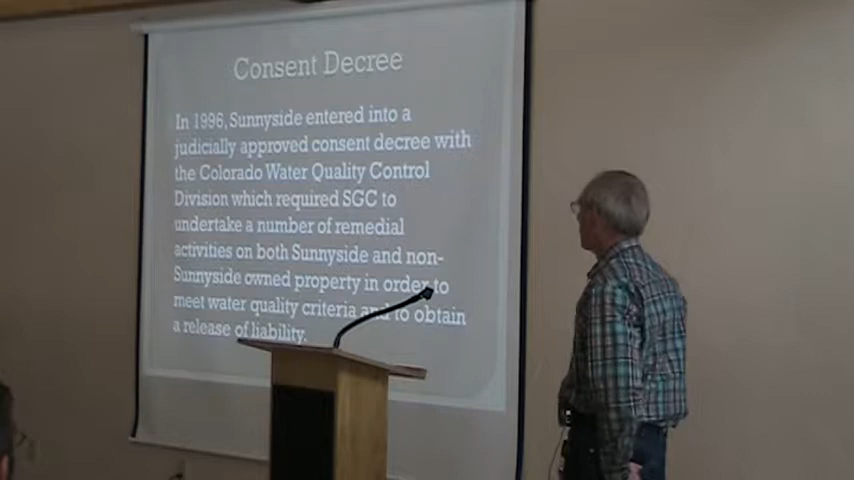 Consent Decree
In 1996, Sunnyside entered into a
judicially approved consent decree with
the Colorado Water Quality Control
Division which required SGC to
undertake a number of remedial
activities on both Sunnyside and non-
Sunnyside owned property in order to
meet water quality criteria and to obtain
a release of liability.